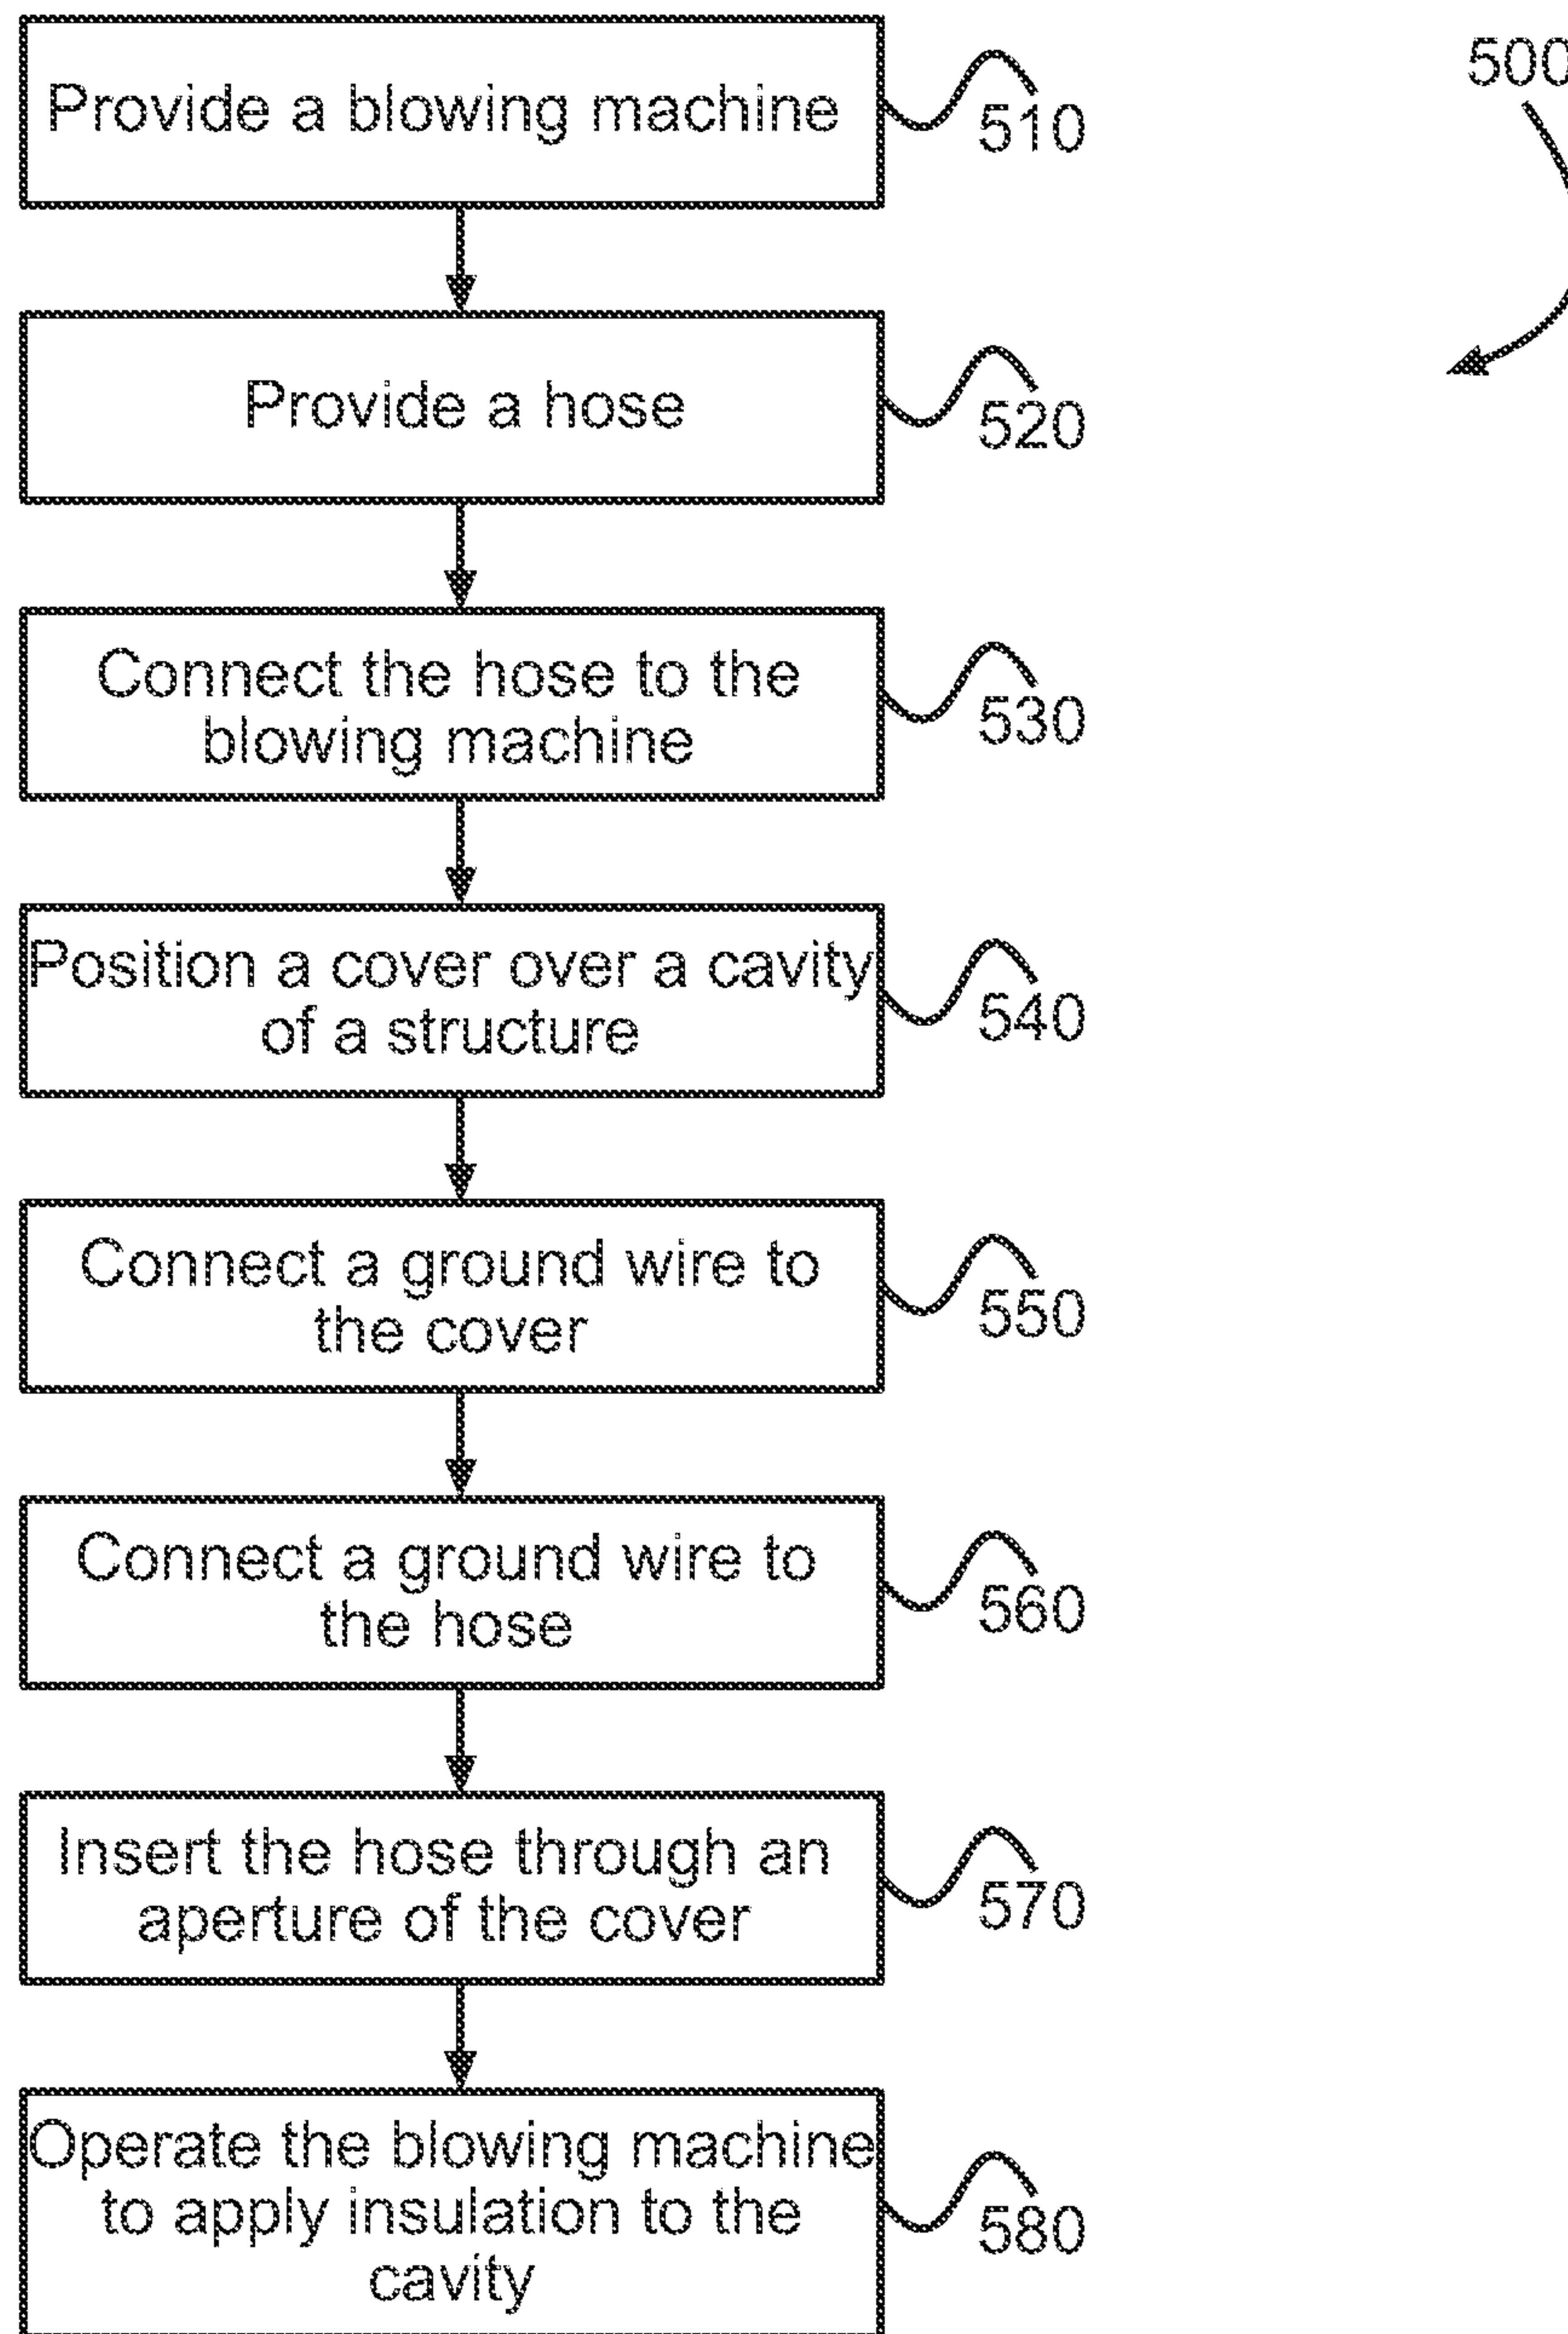 500
Provide a blowing machine
510
Provide a hose
520
Connect the hose to the
blowing machine
530
Position a cover over a cavity
of a structure
540
Connect a ground wire to
the cover
550
Connect a ground wire to
the hose
560
Insert the hose through an
aperture of the cover
570
Operate the blowing machine
to apply insulation to the
cavity
580